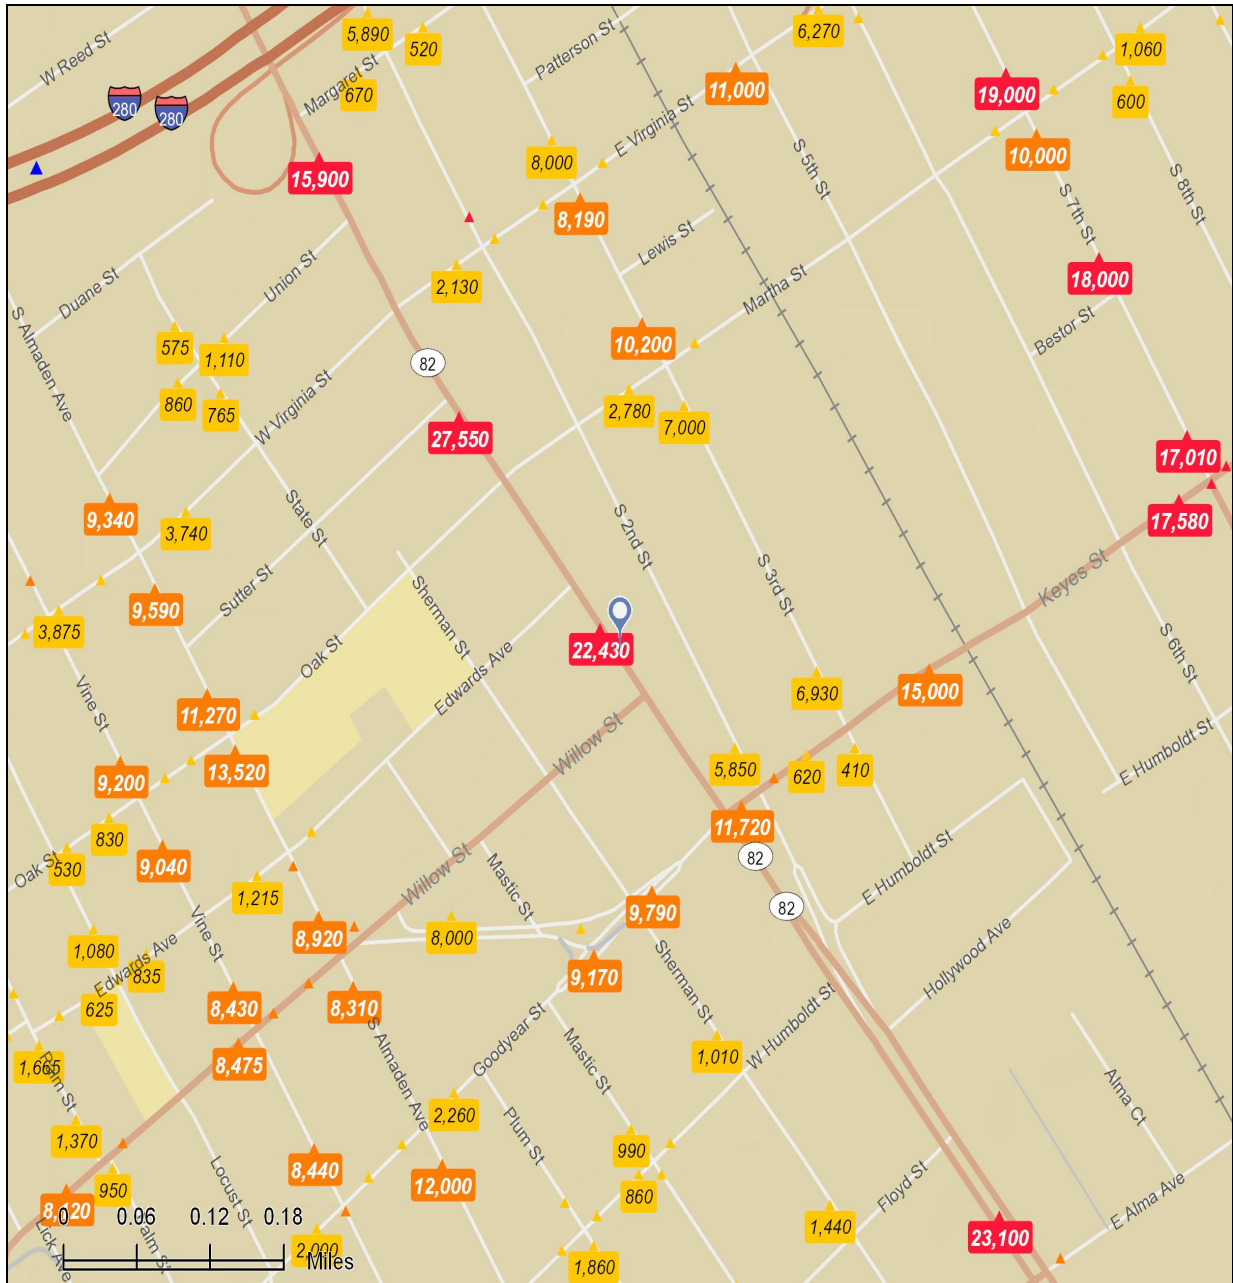 5,890
520
6,270
1,060
W Reed St
Patterson St
Margaret St
670
11,000
19,000
600
280
280
E Virginia St
8,000
10,000
S 5th St
S 8th St
15,900
S 7th St
8,190
Lewis St
18,000
Duane St
Union St
2,130
Martha St
S Almaden Ave
575
1,110
10,200
Bestor St
82
860
765
W Virginia St
2,780
7,000
27,550
17,010
9,340
3,740
State St
S 2nd St
17,580
Sutter St
Sherman St
S 3rd St
Keyes St
9,590
3,875
Oak St
22,430
S 6th St
Vine St
Edwards Ave
6,930
15,000
11,270
Willow St
E Humboldt St
9,200
13,520
5,850
620
410
830
11,720
530
Oak St
9,040
82
Willow St
Mastic St
E Humboldt St
1,215
82
9,790
8,920
8,000
Vine St
1,080
Edwards Ave
835
Sherman St
Hollywood Ave
9,170
625
8,430
8,310
W Humboldt St
S Almaden Ave
Goodyear St
Mastic St
1,665
Palm St
8,475
1,010
Alma Ct
2,260
Plum St
1,370
990
950
Locust St
8,440
12,000
860
Floyd St
E Alma Ave
8,120
1,440
23,100
0 0.06 0.12 0.18
Miles
Lick Ave
Palm St
2,000
1,860